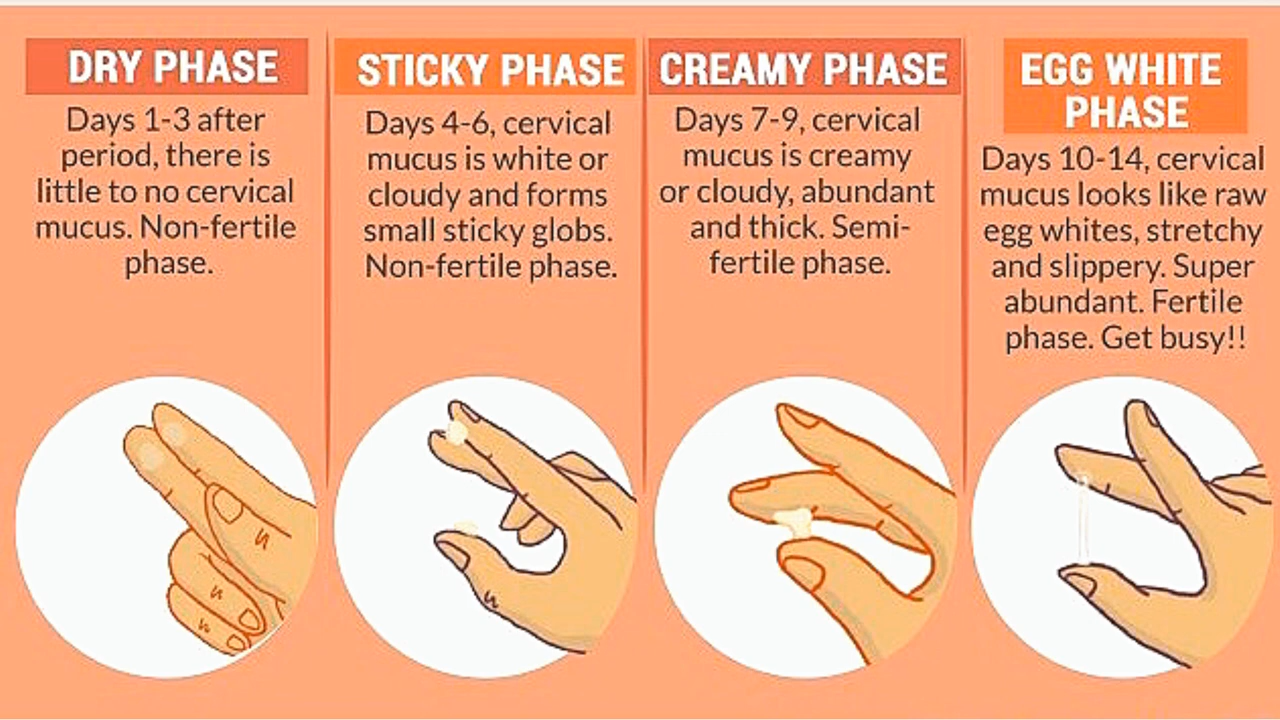 DRY PHASE
Days 1-3 after
period, there is
little to no cervical
mucus. Non-fertile
phase.
STICKY PHASE
Days 4-6, cervical
mucus is white or
cloudy and forms
small sticky globs.
Non-fertile phase.
CREAMY PHASE
Days 7-9, cervical
mucus is creamy
or cloudy, abundant
and thick. Semi-
fertile phase.
EGG WHITE
PHASE
Days 10-14, cervical
mucus looks like raw
egg whites, stretchy
and slippery. Super
abundant. Fertile
phase. Get busy!!